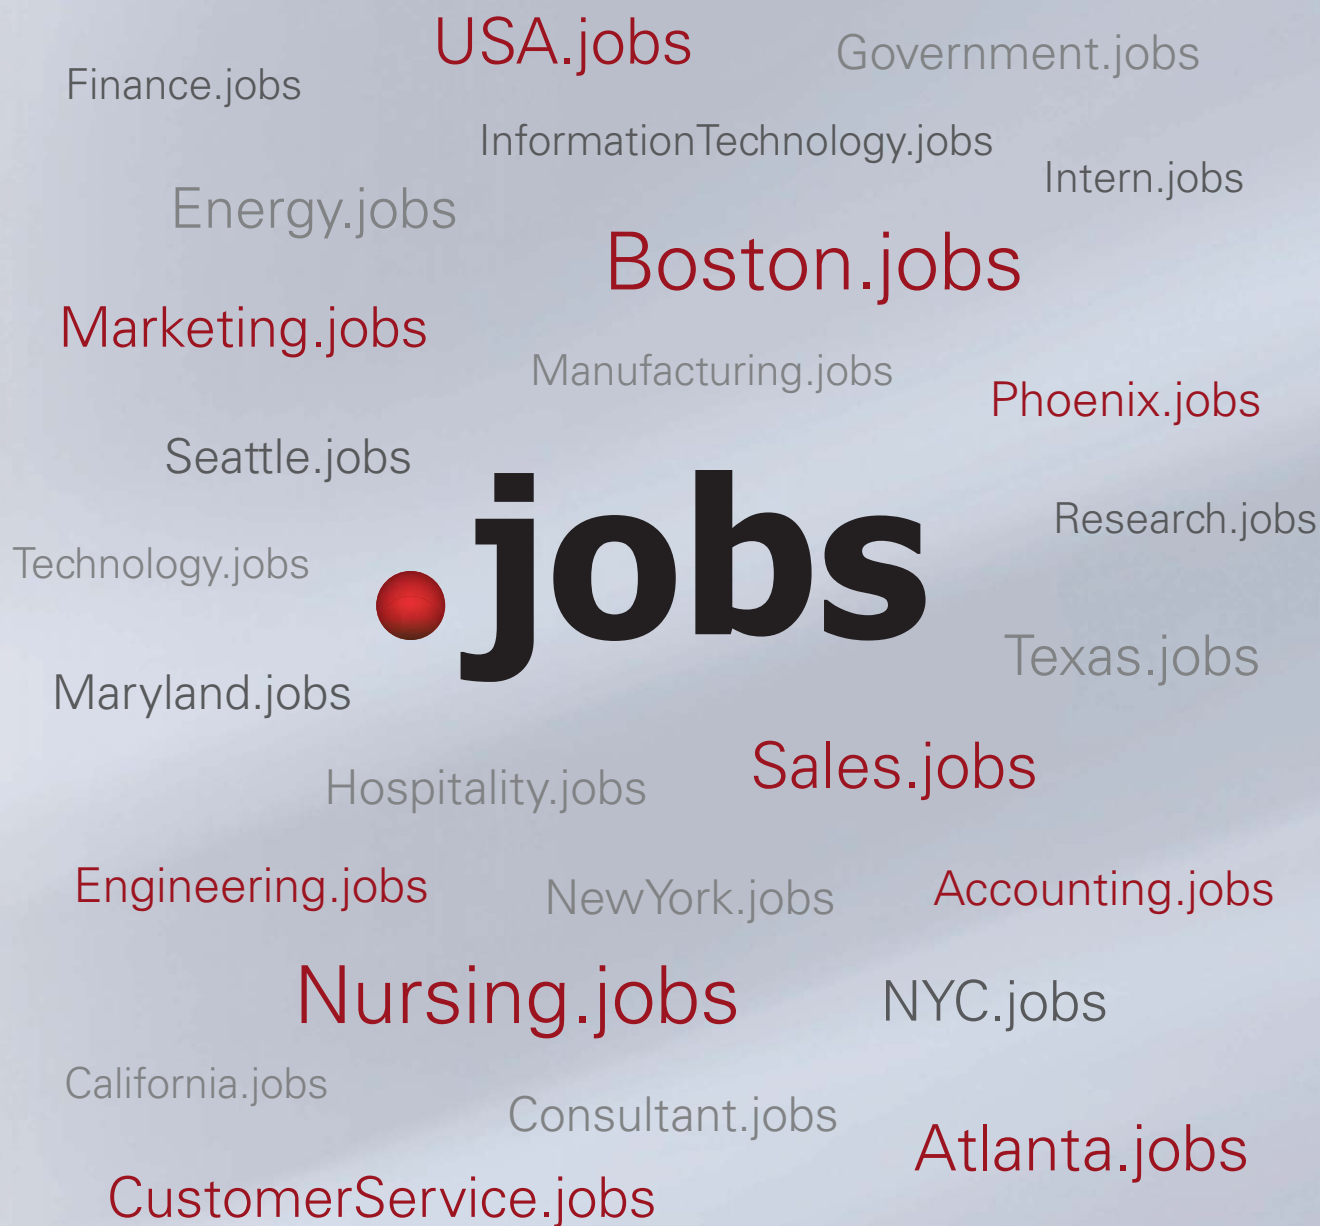 USA.jobs
Government.jobs
Finance.jobs
InformationTechnology.jobs
Intern.jobs
Energy.jobs
Boston.jobs
Marketing.jobs
Manufacturing.jobs
Phoenix.jobs
Seattle.jobs
.jobs
Research.jobs
Technology.jobs
Texas.jobs
Maryland.jobs
Sales.jobs
Hospitality.jobs
Engineering.jobs
NewYork.jobs
Accounting.jobs
Nursing.jobs
NYC.jobs
California.jobs
Consultant.jobs
Atlanta.jobs
CustomerService.jobs